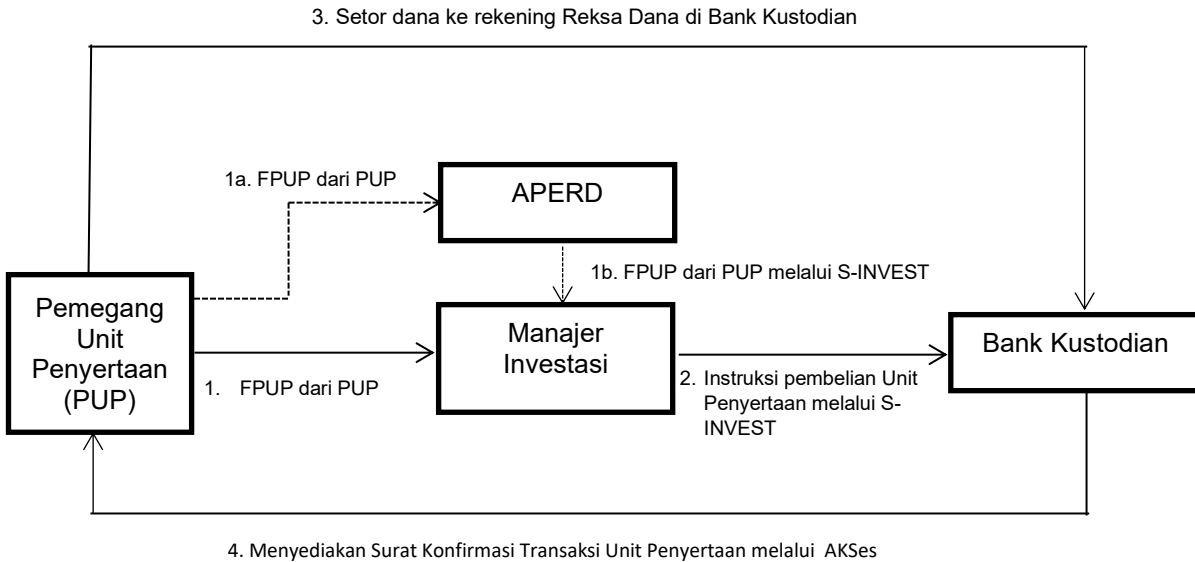 3. Setor dana ke rekening Reksa Dana di Bank Kustodian
1a. FPUP dari PUP
APERD
1b. FPUP dari PUP melalui S-INVEST
Pemegang
Unit
Penyertaan
(PUP)
Manajer
Investasi
Bank Kustodian
1. FPUP dari PUP
2. Instruksi pembelian Unit
Penyertaan melalui S-
INVEST
4. Menyediakan Surat Konfirmasi Transaksi Unit Penyertaan melalui AKSes